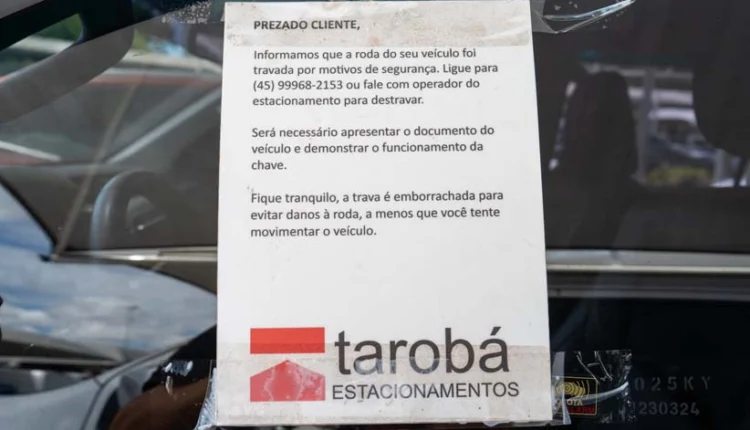 PREZADO CLIENTE,
Informamos que a roda do seu veículo foi
travada por motivos de segurança. Ligue para
(45) 99968-2153 ou fale com operador do
estacionamento para destravar.
Será necessário apresentar o documento do
veículo e demonstrar o funcionamento da
chave.
Fique tranquilo, a trava é emborrachada para
evitar danos à roda, a menos que você tente
movimentar o veículo.
tarobá
ESTACIONAMENTOS
025KY
230324